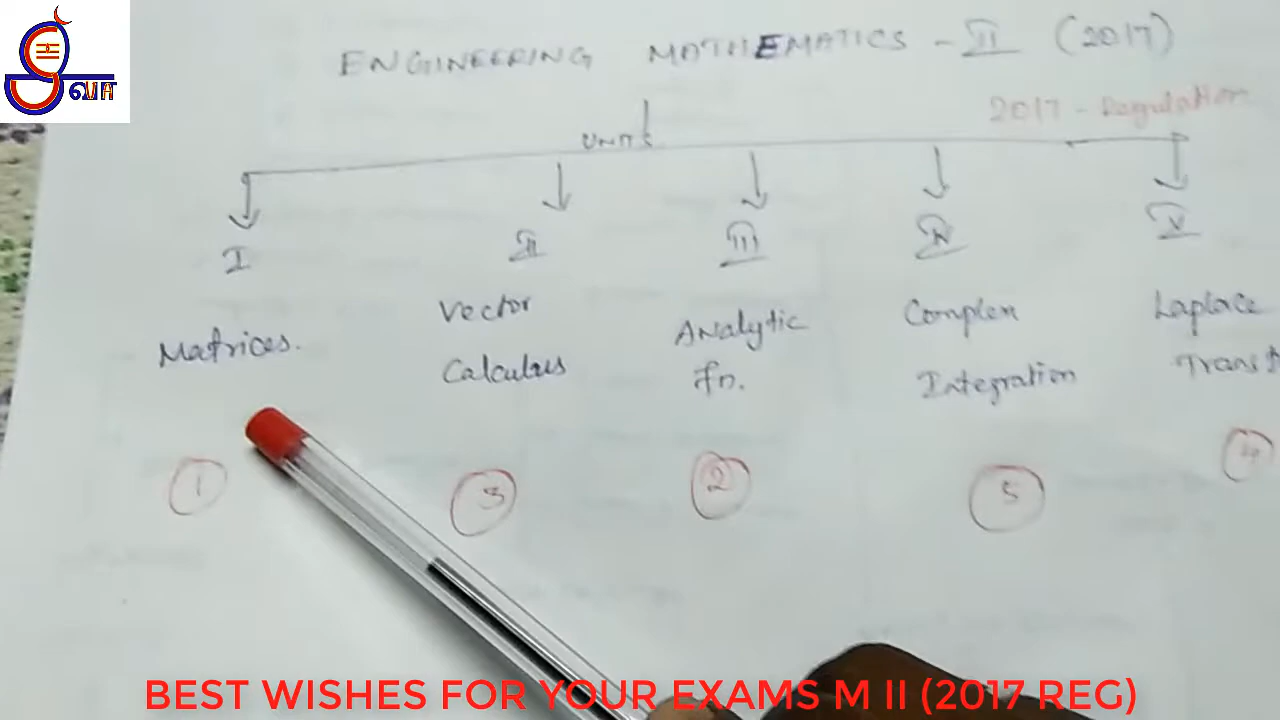 சிவா
ENGINEERING MATHEMATICS - II (2017)
2017 - Regulation
UNITS
I II III IV V
Matrices. Vector Calculus Analytic fn. Complex Integration Laplace
1 3 2 5 4
BEST WISHES FOR YOUR EXAMS M II (2017 REG)